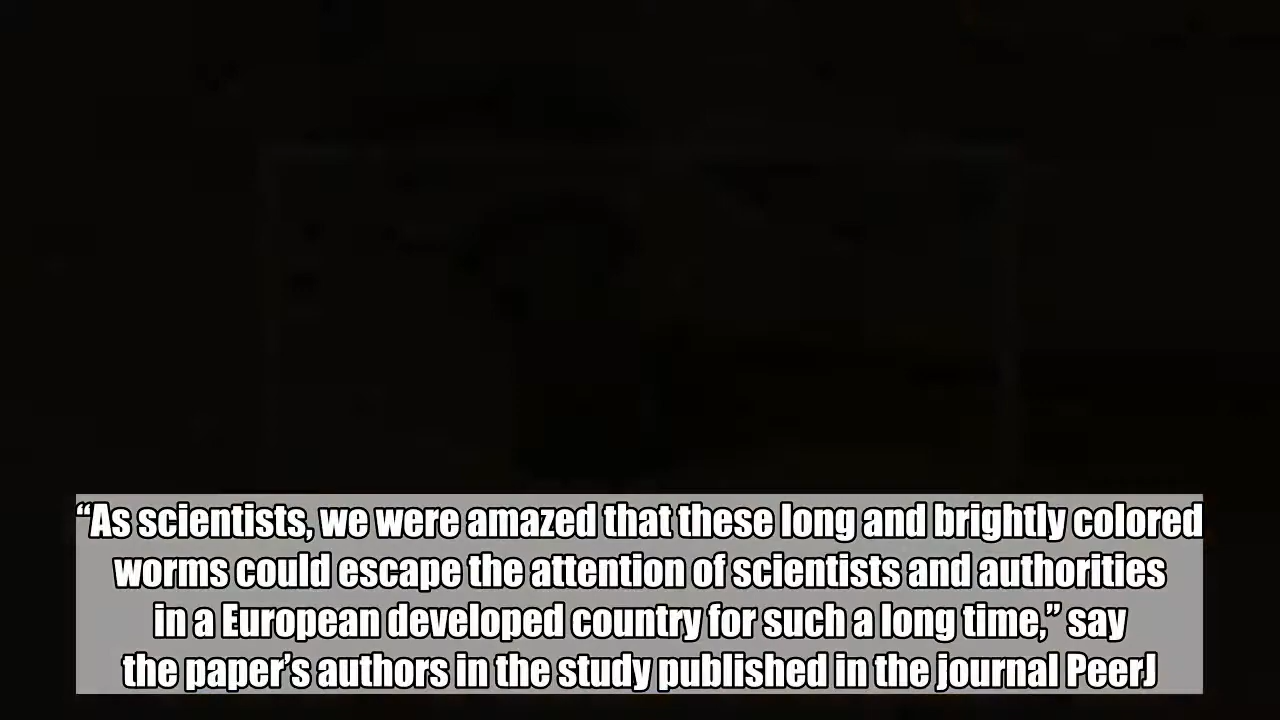 “As scientists, we were amazed that these long and brightly colored
worms could escape the attention of scientists and authorities
in a European developed country for such a long time,” say
the paper’s authors in the study published in the journal PeerJ